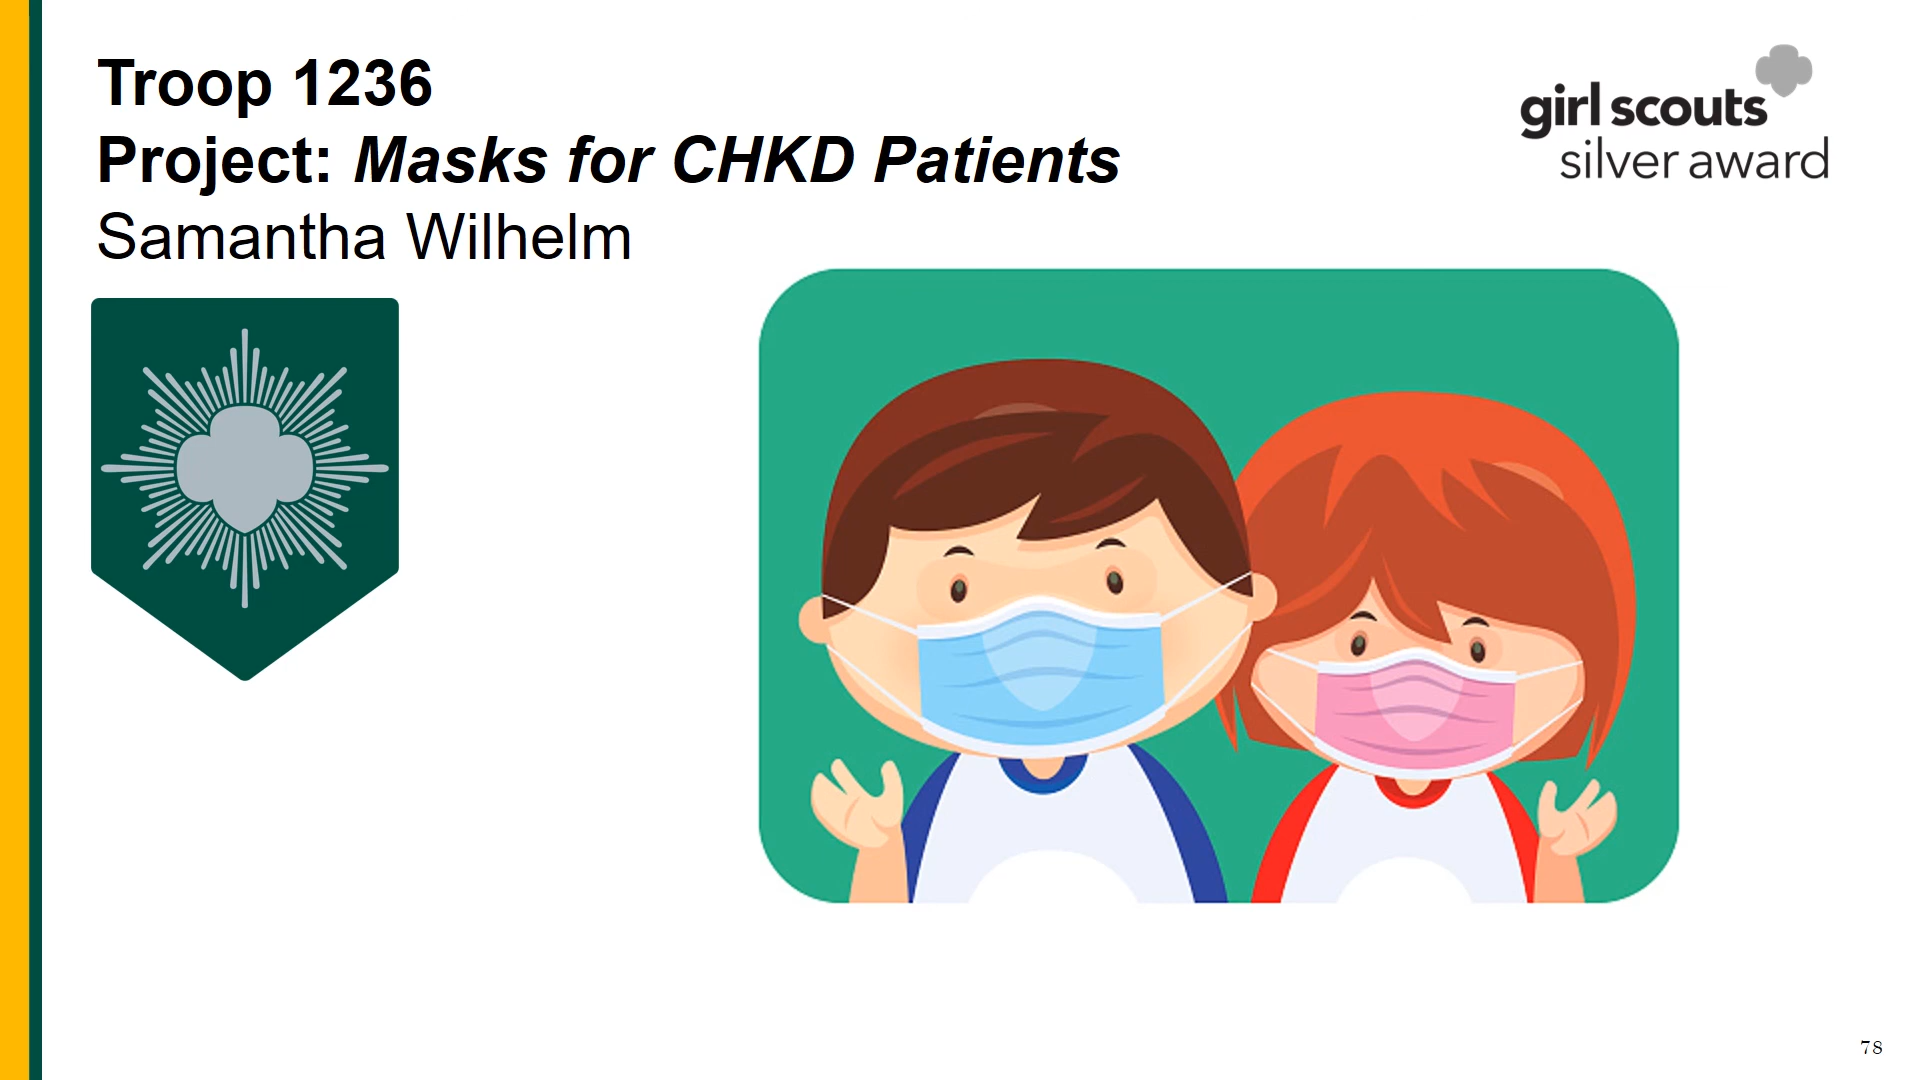 Troop 1236
Project: Masks for CHKD Patients
Samantha Wilhelm
girl scouts
silver award
78